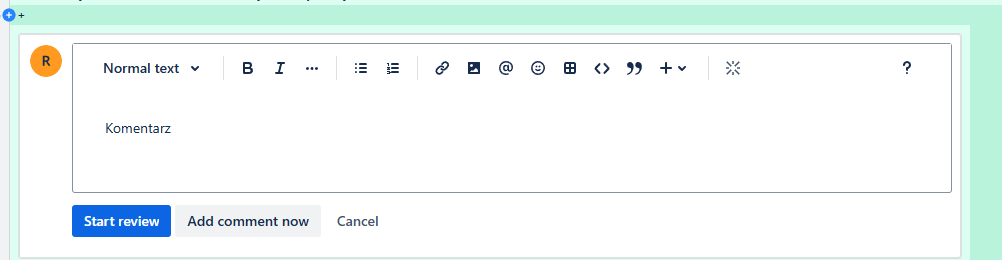 +
R
Normal text B I ... @ <> ” + ?
Komentarz
Start review Add comment now Cancel